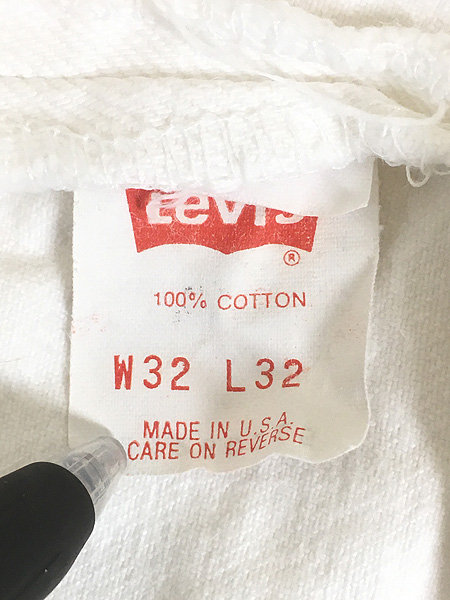 Levi's
®
100% COTTON
W32 L32
MADE IN U.S.A.
CARE ON REVERSE